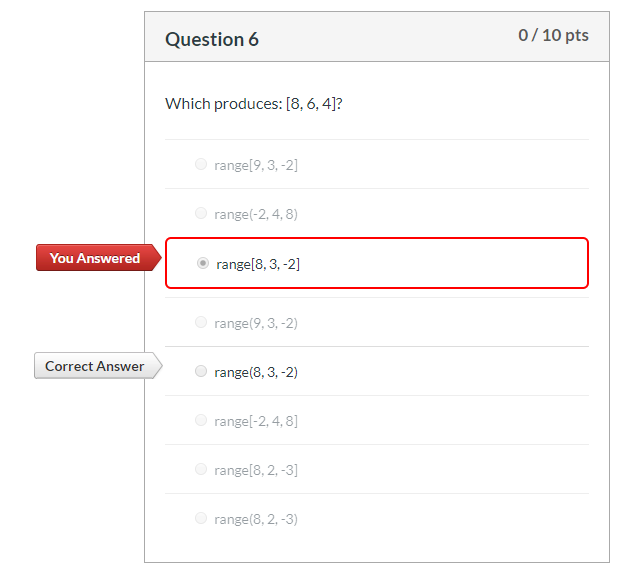 Question 6
0 / 10 pts
Which produces: [8, 6, 4]?
range[9, 3, -2]
range(-2, 4, 8)
You Answered
range[8, 3, -2]
range(9, 3, -2)
Correct Answer
range(8, 3, -2)
range[-2, 4, 8]
range[8, 2, -3]
range(8, 2, -3)